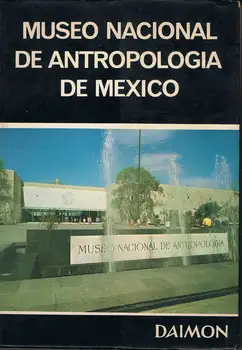 MUSEO NACIONAL
DE ANTROPOLOGIA
DE MEXICO
MUSEO NACIONAL DE ANTROPOLOGIA
DAIMON